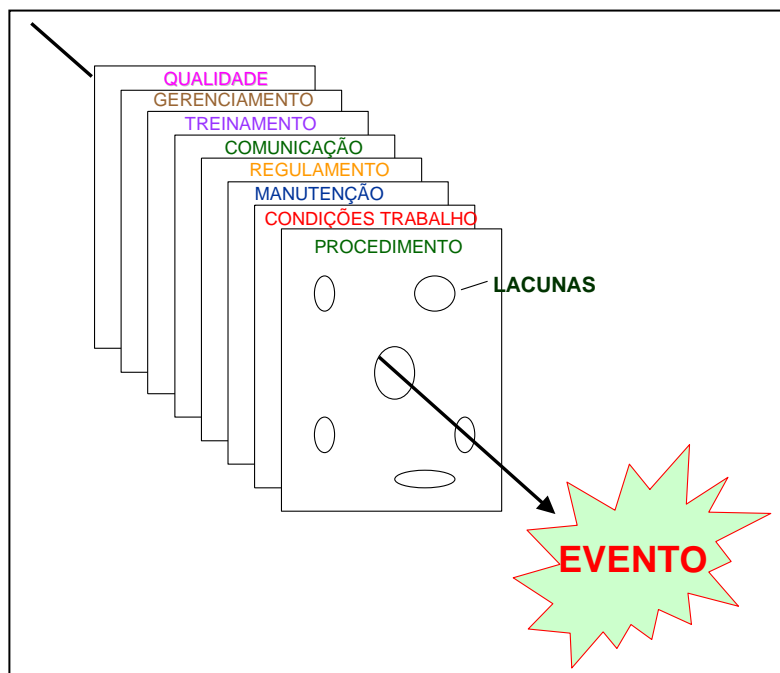 QUALIDADE
GERENCIAMENTO
TREINAMENTO
COMUNICAÇÃO
REGULAMENTO
MANUTENÇÃO
CONDIÇÕES TRABALHO
PROCEDIMENTO
LACUNAS
EVENTO